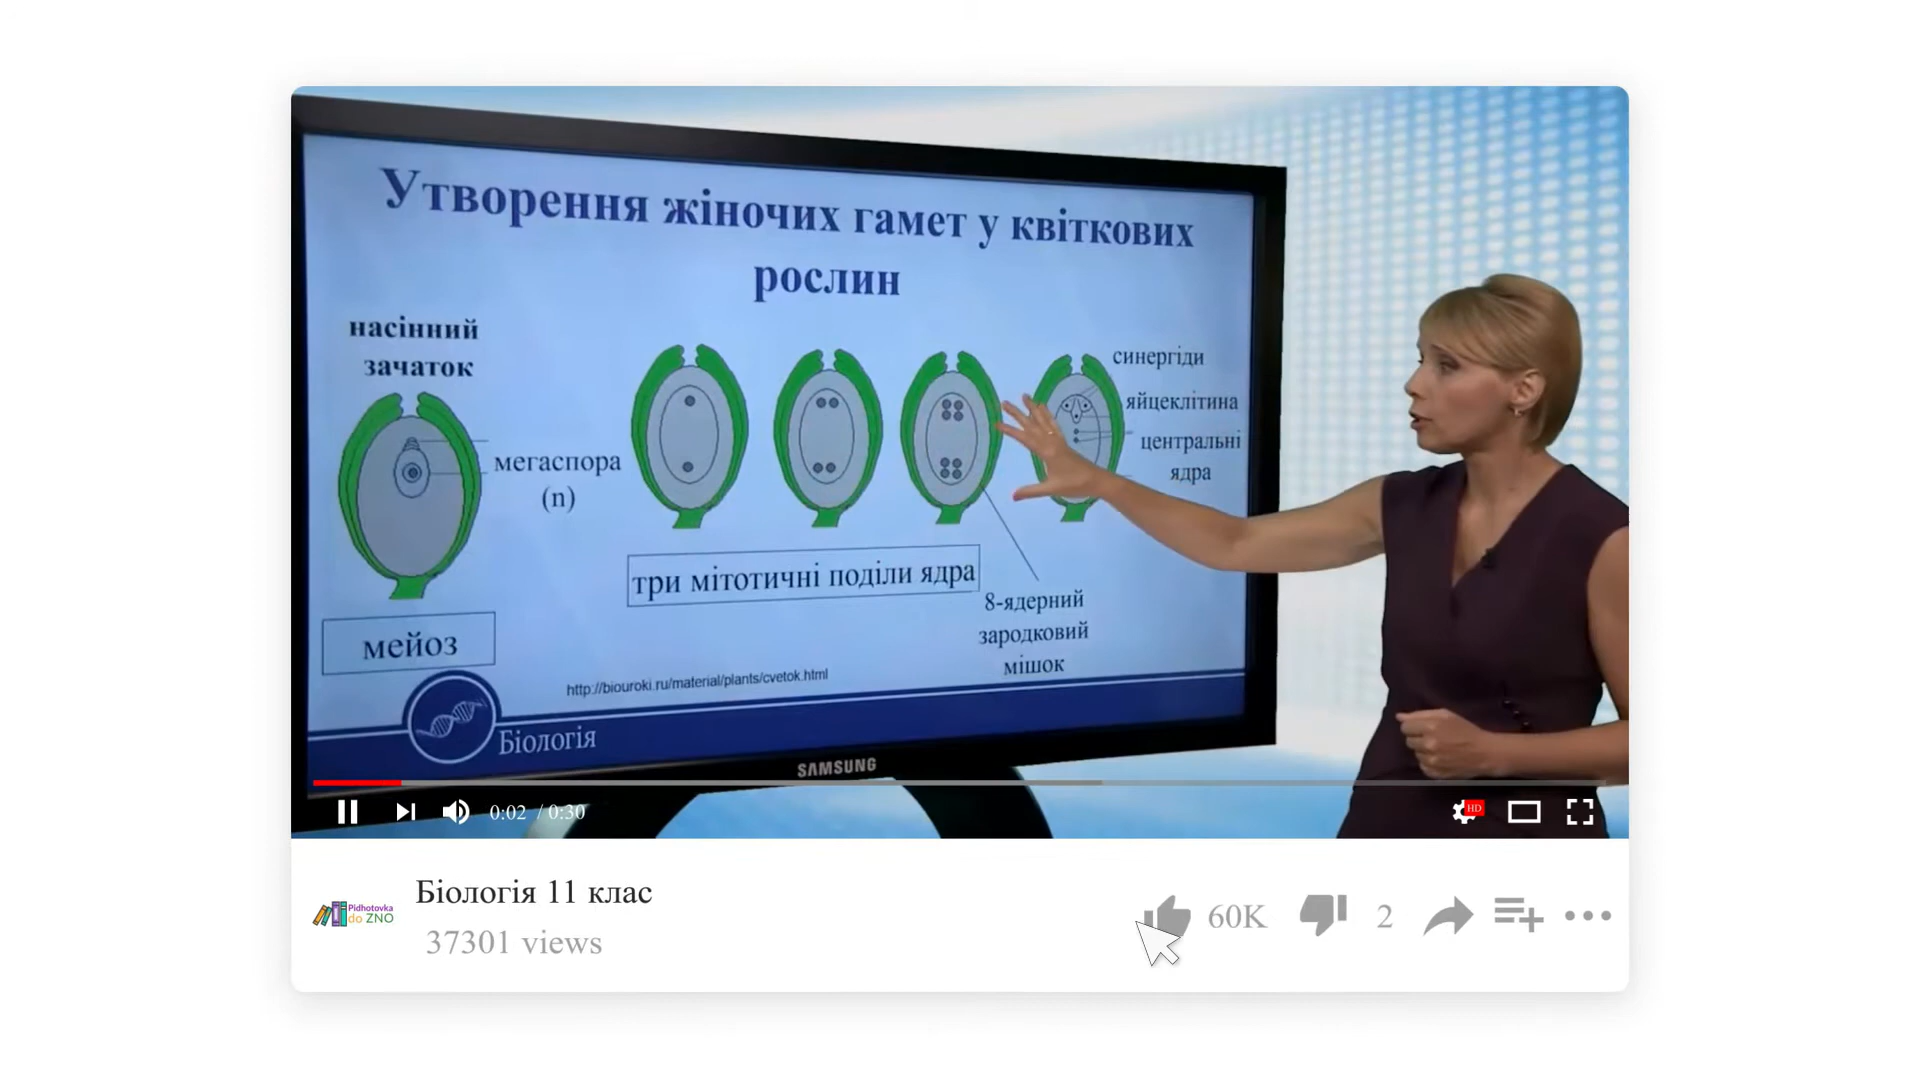 Утворення жіночих гамет у квіткових
рослин
насінний
зачаток
мегаспора
(n)
синергіди
яйцеклітина
центральні
ядра
три мітотичні поділи ядра
8-ядерний
зародковий
мішок
мейоз
http://biouroki.ru/material/plants/cvetok.html
Біологія
SAMSUNG
0:02 / 0:30
HD
Pidhotovka
do ZNO
Біологія 11 клас
37301 views
60K
2